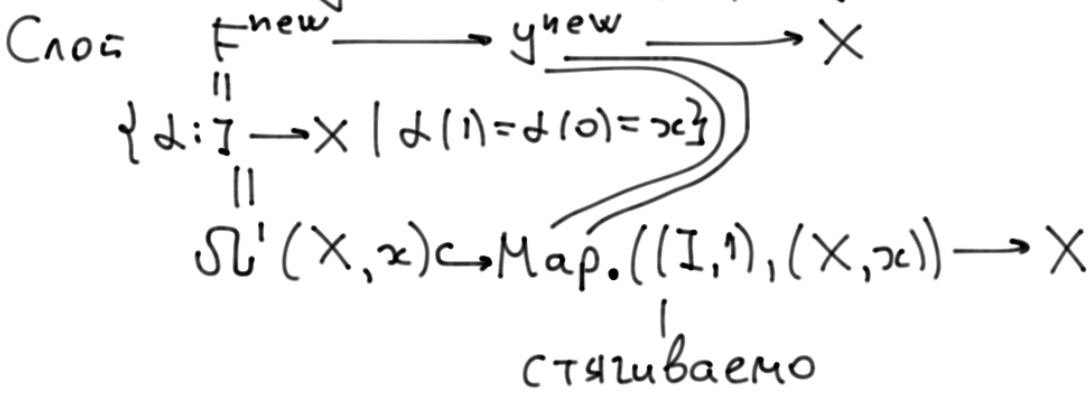 Слой F^new → Y^new → X
||
{α: I → X | α(1) = α(0) = x}
||
Ω¹(X, x) ↪ Map.((I, 1), (X, x)) → X
|
стягиваемо